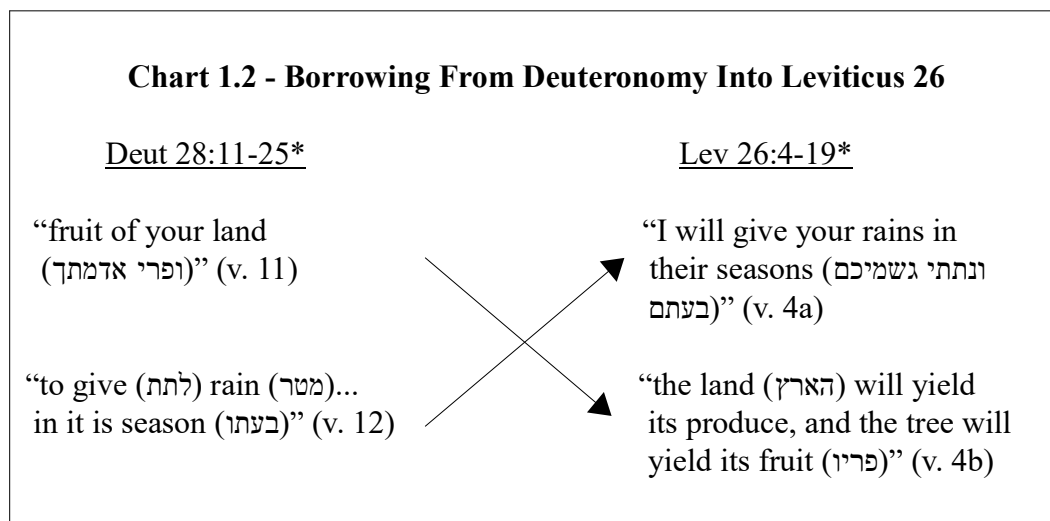 Chart 1.2 - Borrowing From Deuteronomy Into Leviticus 26
Deut 28:11-25*
“fruit of your land
(ופרי אדמתך)” (v. 11)
“to give (לתת) rain (מטר)...
in it is season (בעתו)” (v. 12)
Lev 26:4-19*
“I will give your rains in
their seasons (ונתתי גשמיכם
בעתם)” (v. 4a)
“the land (הארץ) will yield
its produce, and the tree will
yield its fruit (פריו)” (v. 4b)